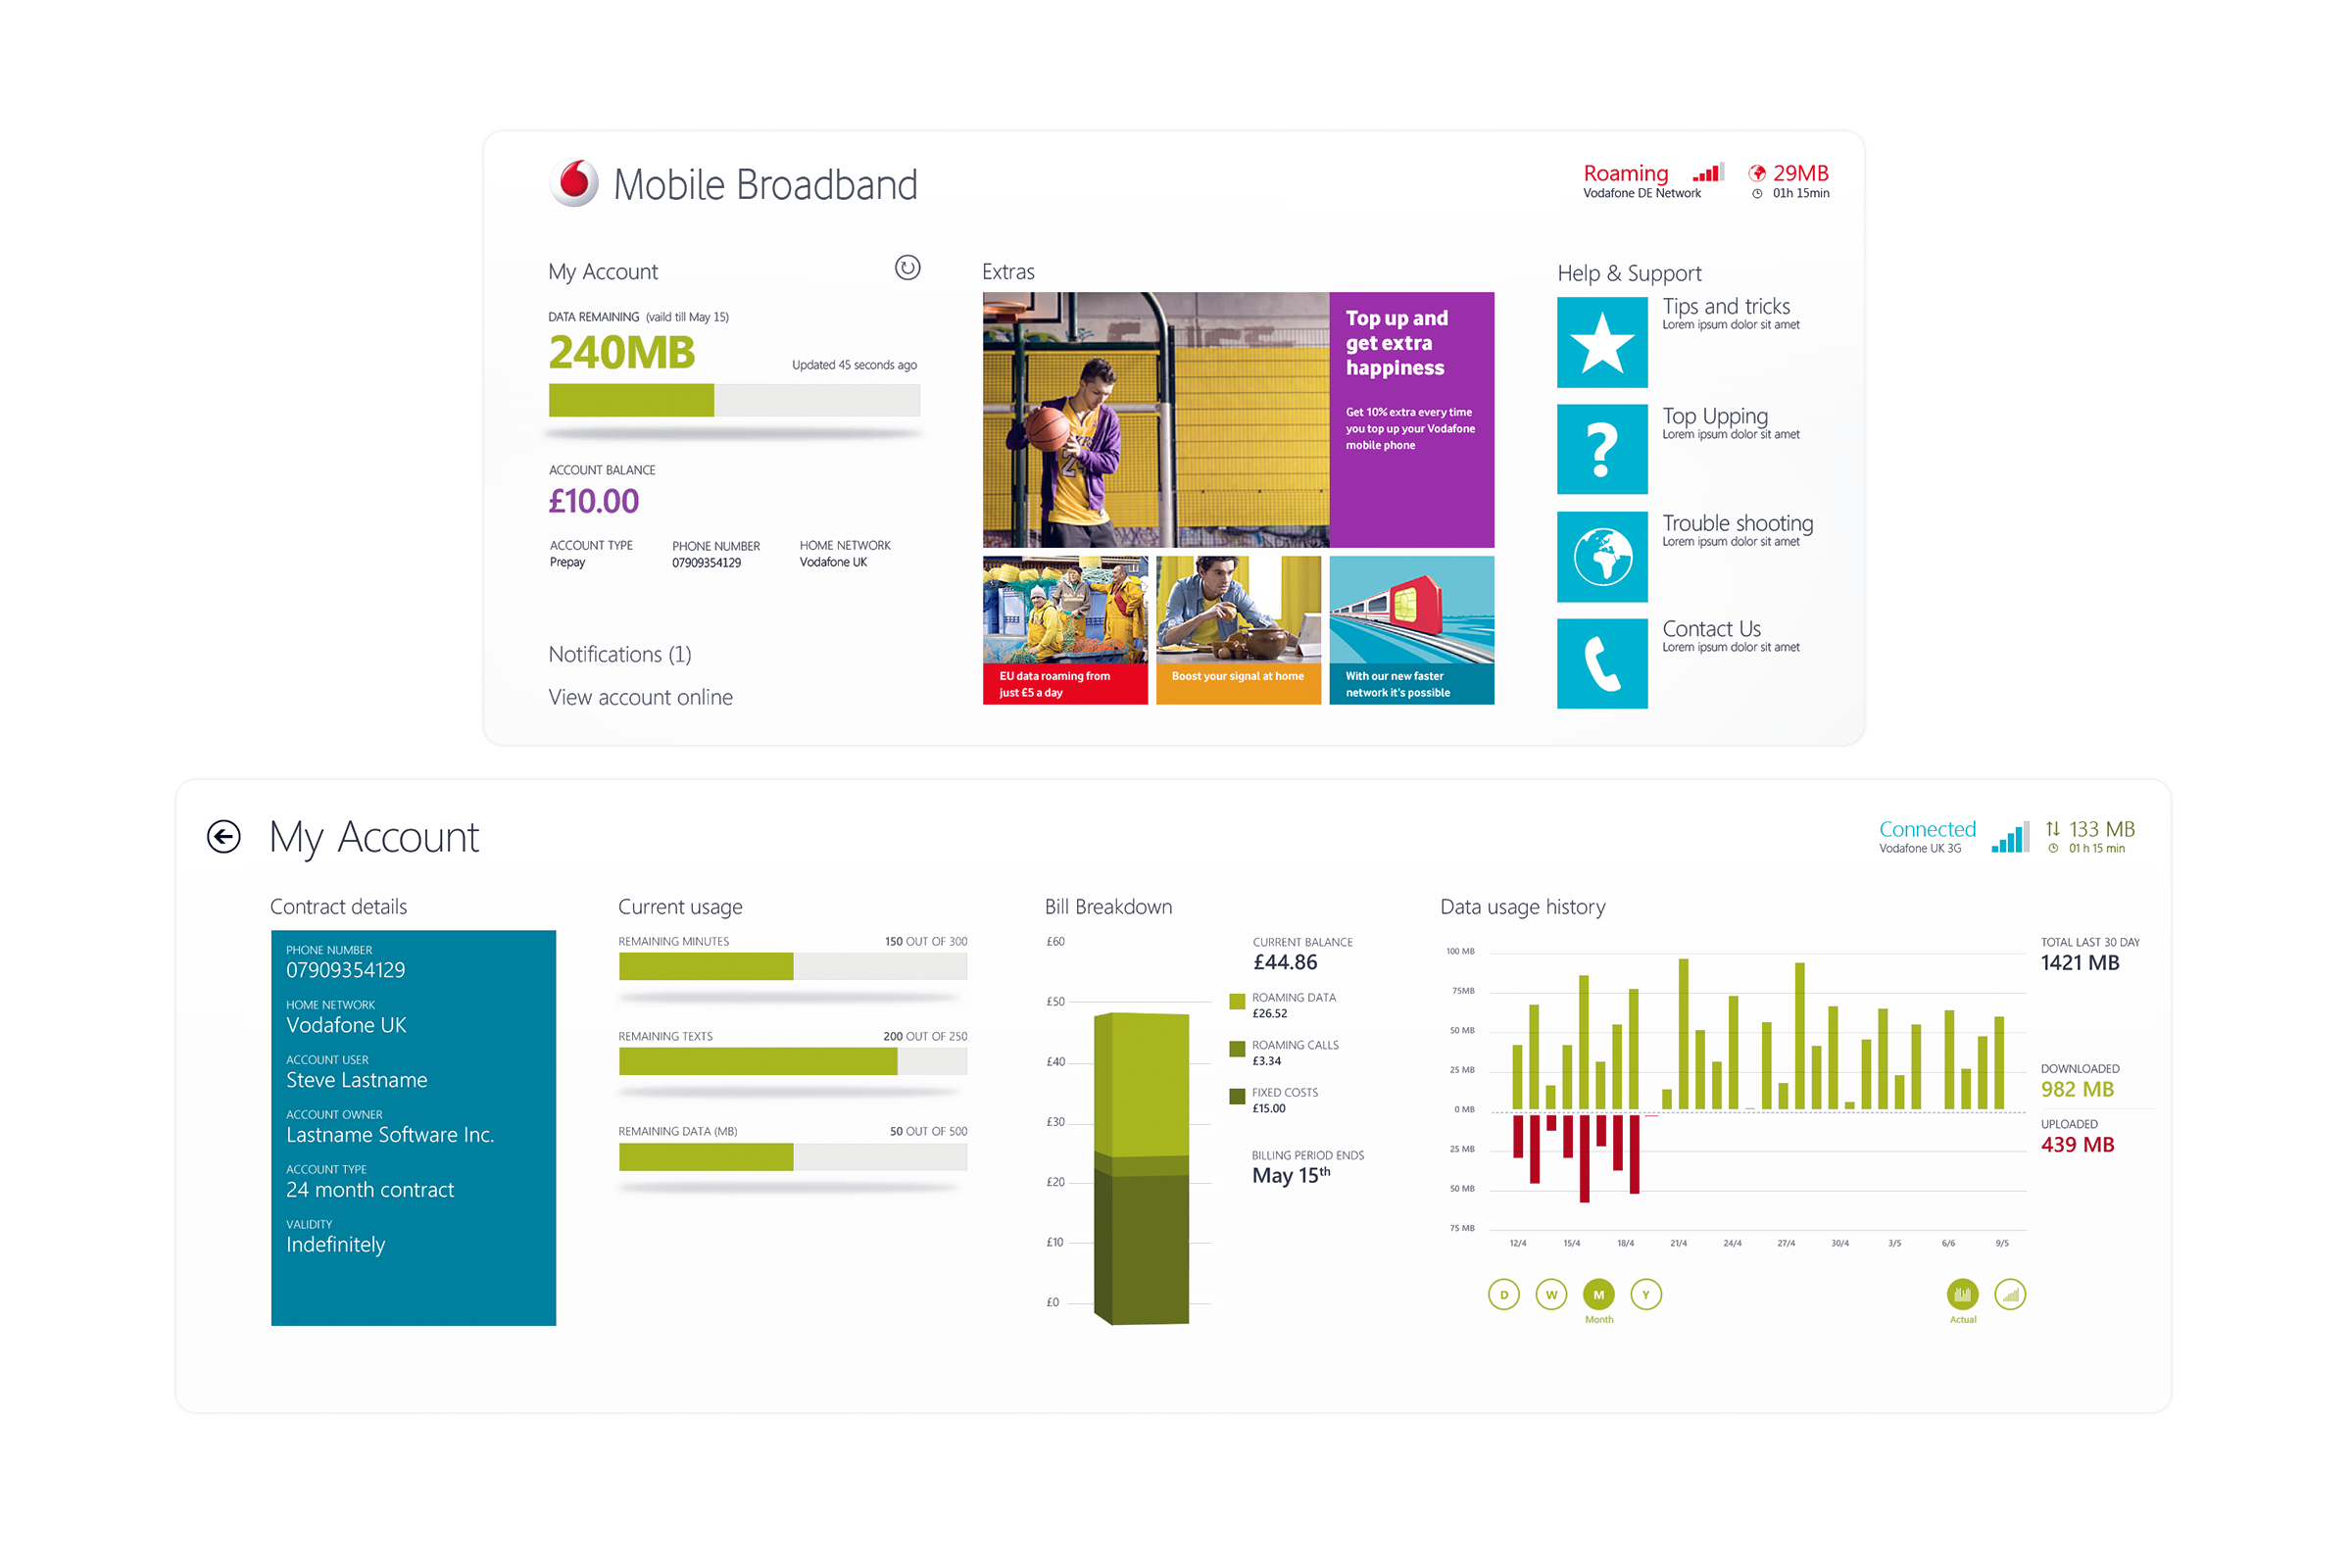 Mobile Broadband
Roaming
29MB
Vodafone DE Network
01h 15min
My Account
DATA REMAINING (vaild till May 15)
240MB
Updated 45 seconds ago
ACCOUNT BALANCE
£10.00
ACCOUNT TYPE
Prepay
PHONE NUMBER
07909354129
HOME NETWORK
Vodafone UK
Notifications (1)
View account online
Extras
Top up and
get extra
happiness
Get 10% extra every time
you top up your Vodafone
mobile phone
EU data roaming from
just £5 a day
Boost your signal at home
With our new faster
network it's possible
Help & Support
Tips and tricks
Lorem ipsum dolor sit amet
?
Top Upping
Lorem ipsum dolor sit amet
Trouble shooting
Lorem ipsum dolor sit amet
Contact Us
Lorem ipsum dolor sit amet
My Account
Connected
133 MB
Vodafone UK 3G
01 h 15 min
Contract details
PHONE NUMBER
07909354129
HOME NETWORK
Vodafone UK
ACCOUNT USER
Steve Lastname
ACCOUNT OWNER
Lastname Software Inc.
ACCOUNT TYPE
24 month contract
VALIDITY
Indefinitely
Current usage
REMAINING MINUTES 150 OUT OF 300
REMAINING TEXTS 200 OUT OF 250
REMAINING DATA (MB) 50 OUT OF 500
Bill Breakdown
£60
£50
£40
£30
£20
£10
£0
CURRENT BALANCE
£44.86
ROAMING DATA
£26.52
ROAMING CALLS
£3.34
FIXED COSTS
£15.00
BILLING PERIOD ENDS
May 15th
Data usage history
100 MB
75MB
50 MB
25 MB
0 MB
25 MB
50 MB
75 MB
12/4 15/4 18/4 21/4 24/4 27/4 30/4 3/5 6/6 9/5
D W M Y
Month
Actual
TOTAL LAST 30 DAY
1421 MB
DOWNLOADED
982 MB
UPLOADED
439 MB